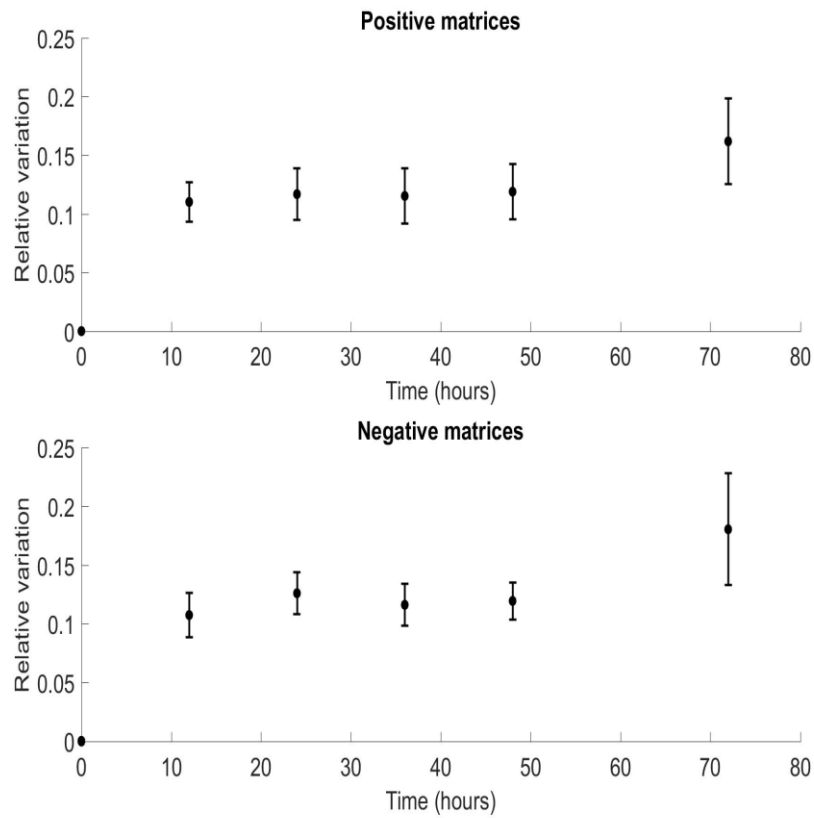 Positive matrices
0.25
0.2
0.15
0.1
0.05
0
Relative variation
0 10 20 30 40 50 60 70 80
Time (hours)
Negative matrices
0.25
0.2
0.15
0.1
0.05
0
Relative variation
0 10 20 30 40 50 60 70 80
Time (hours)